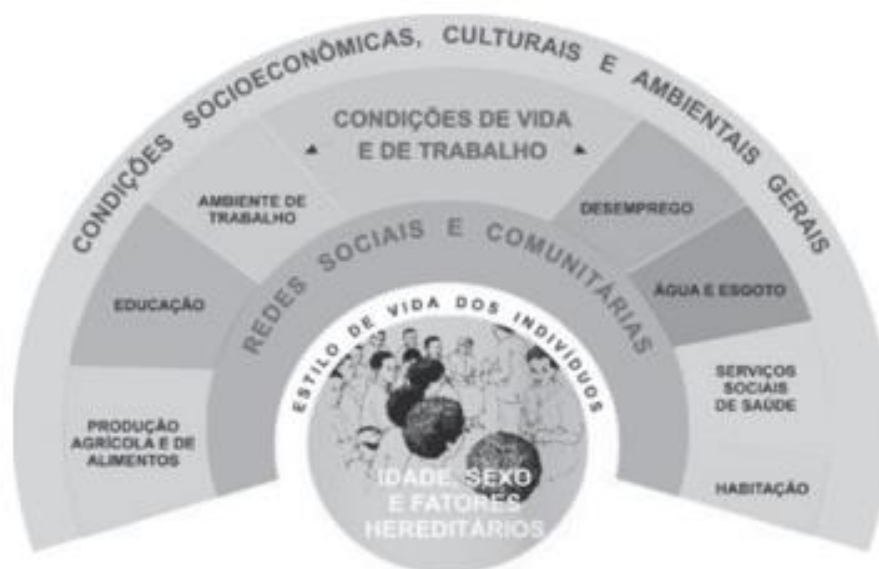 CONDIÇÕES SOCIOECONÔMICAS, CULTURAIS E AMBIENTAIS GERAIS
CONDIÇÕES DE VIDA
E DE TRABALHO
AMBIENTE DE
TRABALHO
DESEMPREGO
REDES SOCIAIS E COMUNITÁRIAS
EDUCAÇÃO
ÁGUA E ESGOTO
ESTILO DE VIDA DOS INDIVÍDUOS
PRODUÇÃO
AGRÍCOLA E DE
ALIMENTOS
SERVIÇOS
SOCIAIS
DE SAÚDE
HABITAÇÃO
IDADE, SEXO
E FATORES
HEREDITÁRIOS